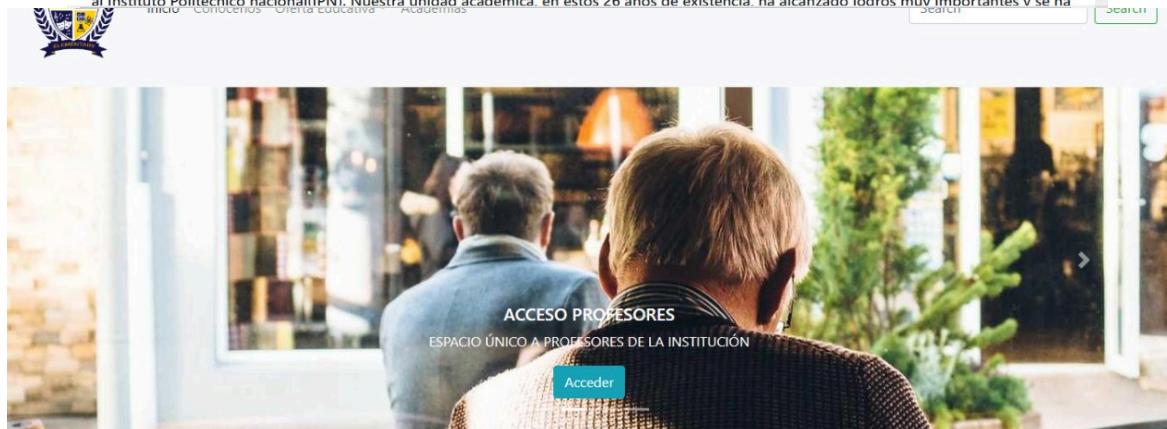 al Instituto Politécnico nacional(IPN). Nuestra unidad académica, en estos 26 años de existencia, ha alcanzado logros muy importantes y se ha
Inicio Conócenos Oferta Educativa Academias
Search Search
ELEMENTARY
ACCESO PROFESORES
ESPACIO ÚNICO A PROFESORES DE LA INSTITUCIÓN
Acceder